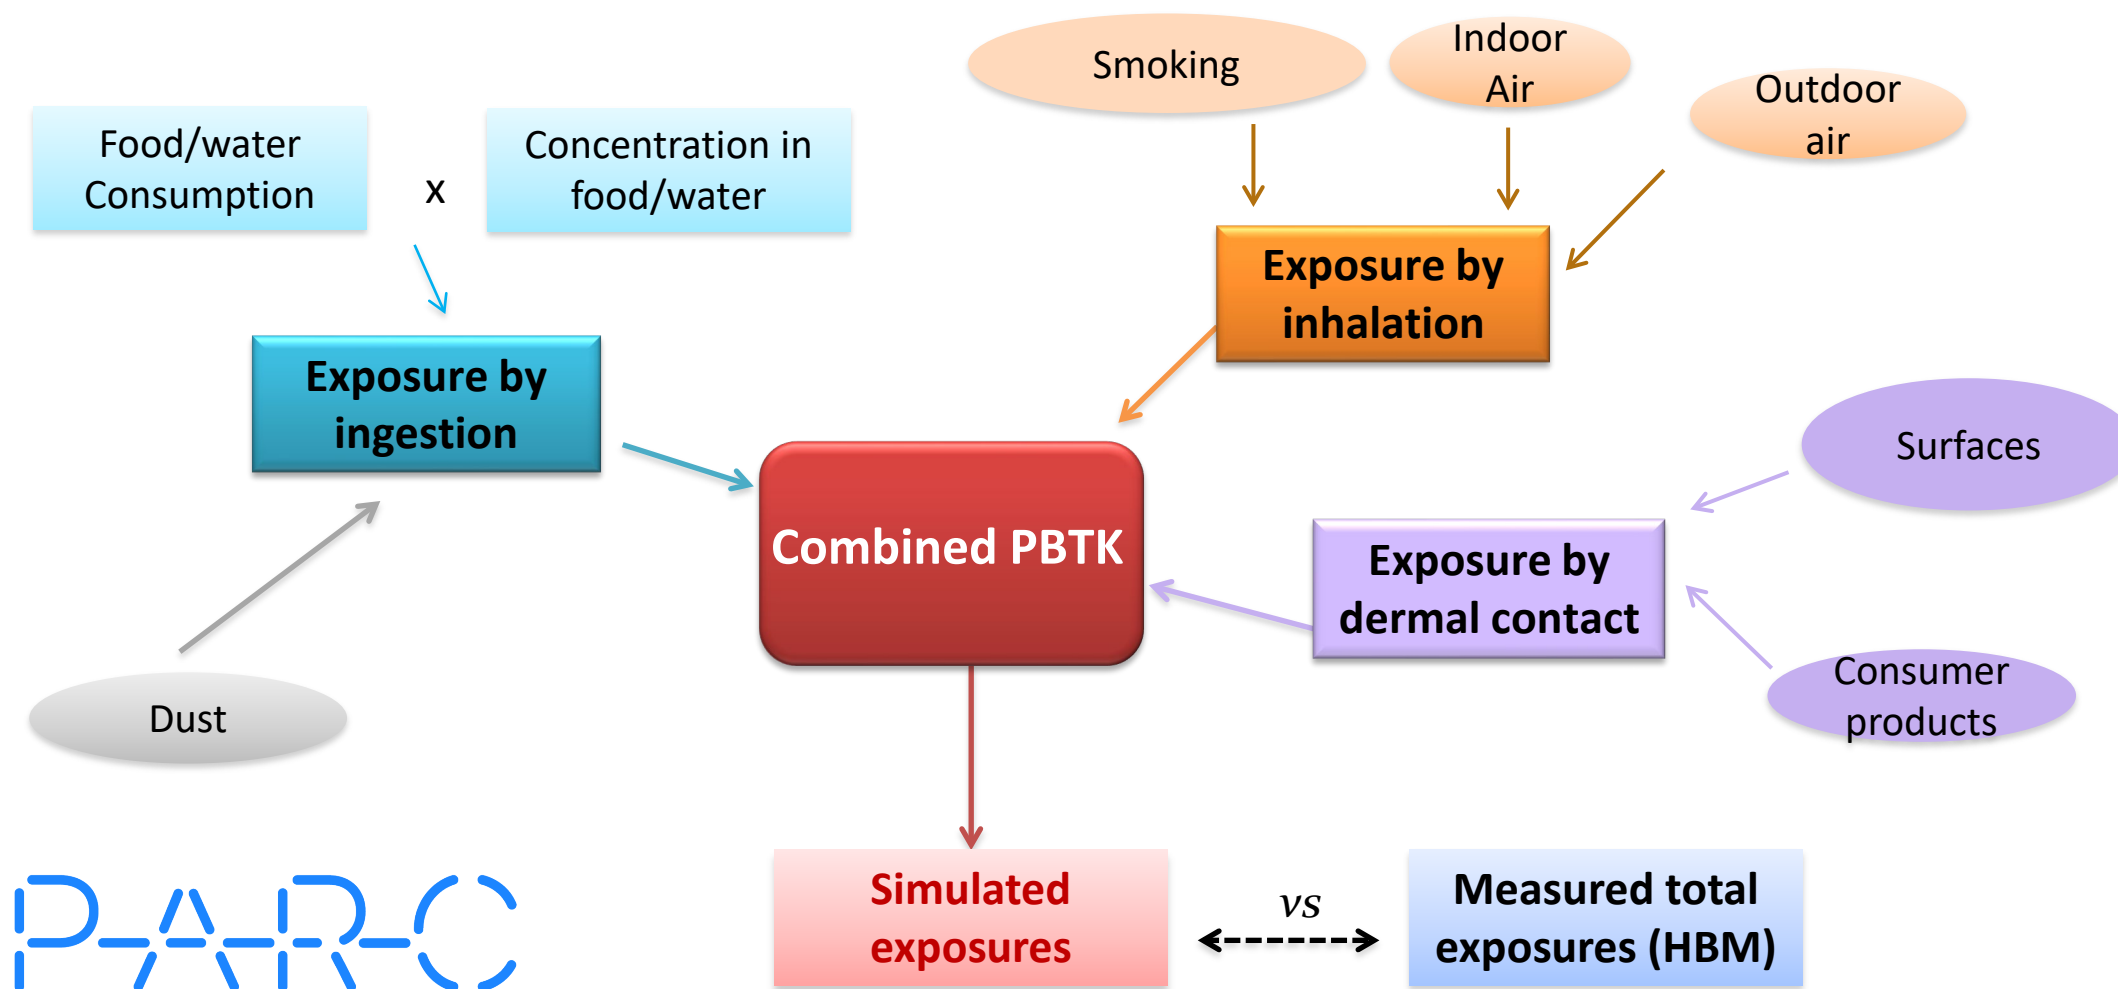 Smoking
Indoor
Air
Outdoor
air
Food/water
Consumption
x
Concentration in
food/water
Exposure by
inhalation
Exposure by
ingestion
Surfaces
Combined PBTK
Exposure by
dermal contact
Consumer
products
Dust
Simulated
exposures
vs
Measured total
exposures (HBM)
PARC